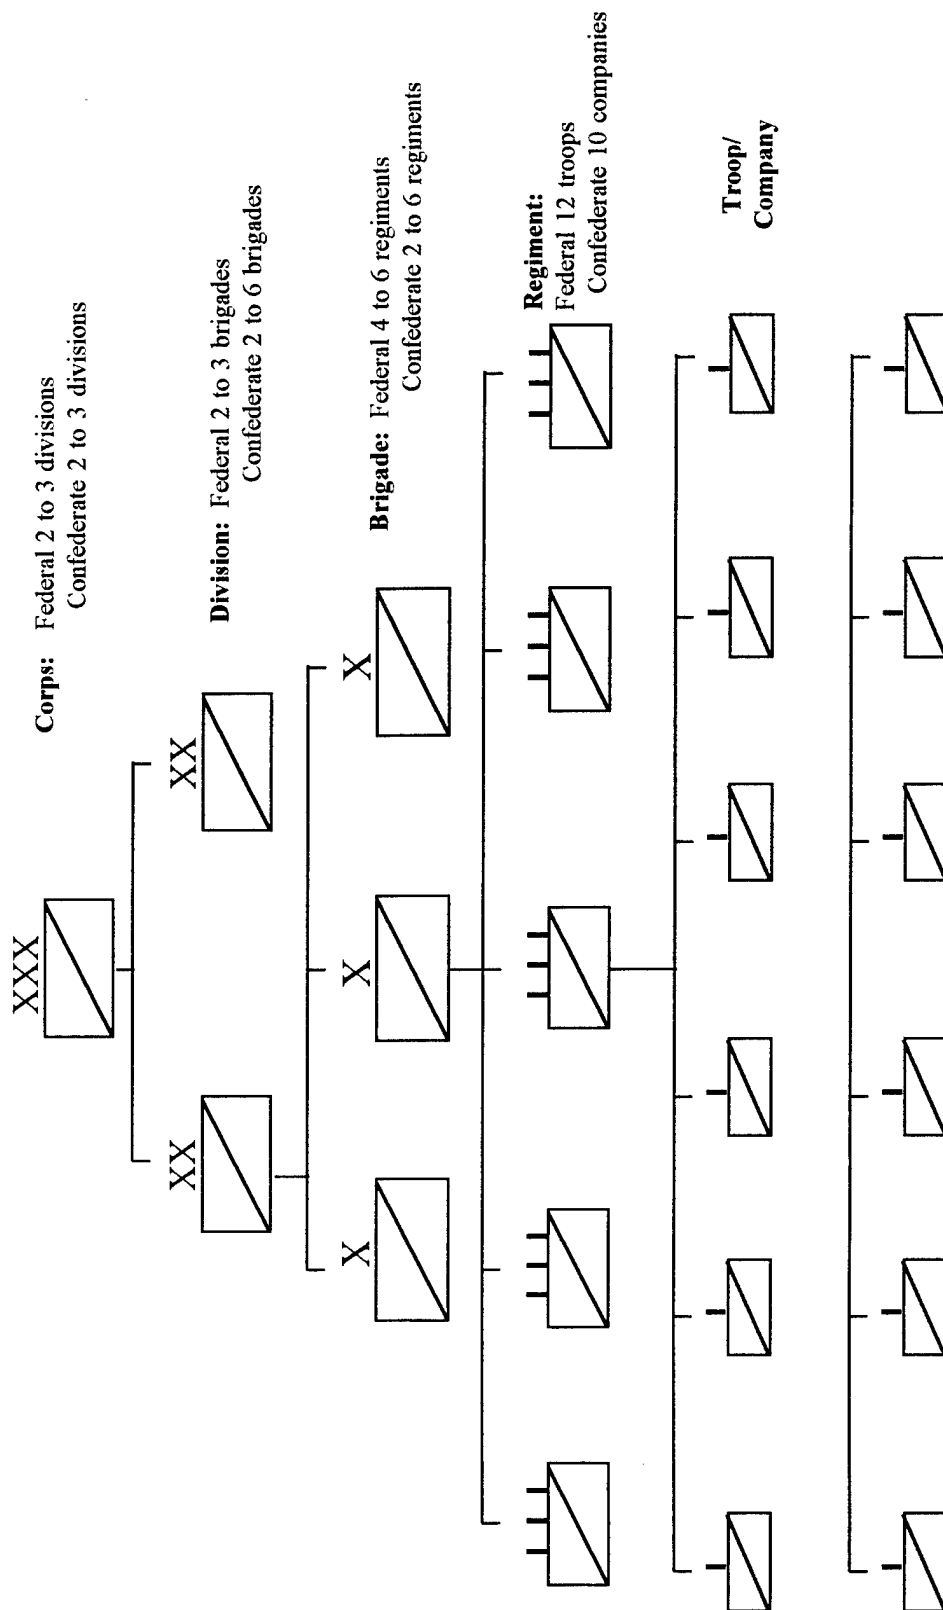 XXX
Corps: Federal 2 to 3 divisions
Confederate 2 to 3 divisions
XX
XX
Division: Federal 2 to 3 brigades
Confederate 2 to 6 brigades
X
X
X
Brigade: Federal 4 to 6 regiments
Confederate 2 to 6 regiments
Regiment:
Federal 12 troops
Confederate 10 companies
Troop/
Company